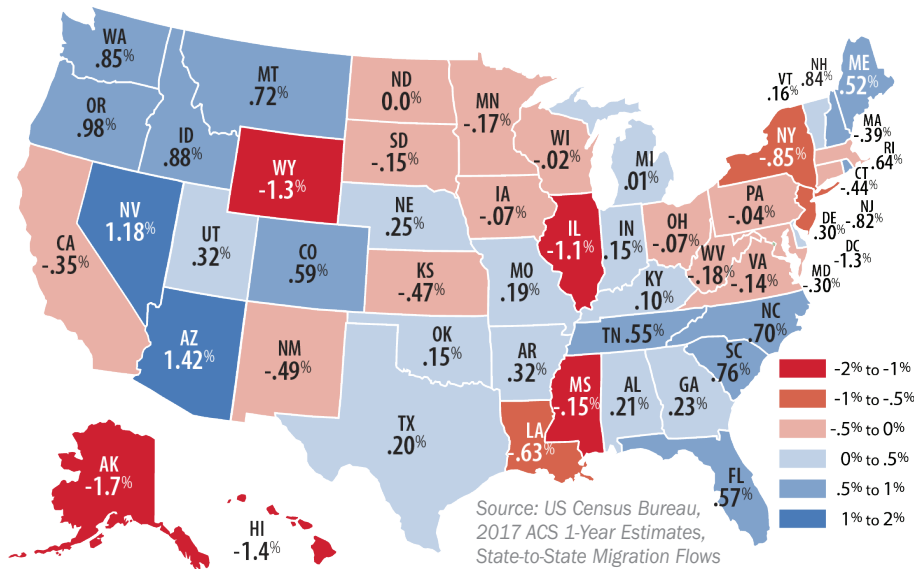 WA
.85%
OR
.98%
CA
-.35%
NV
1.18%
ID
.88%
MT
.72%
WY
-1.3%
UT
.32%
CO
.59%
AZ
1.42%
NM
-.49%
ND
0.0%
SD
-.15%
NE
.25%
KS
-.47%
OK
.15%
TX
.20%
MN
-.17%
IA
-.07%
MO
.19%
AR
.32%
LA
-.63%
WI
-.02%
IL
-1.1%
MI
.01%
IN
.15%
OH
-.07%
KY
.10%
TN .55%
MS
-.15%
AL
.21%
GA
.23%
FL
.57%
SC
.76%
NC
.70%
WV
-.18%
VA
-.14%
PA
-.04%
NY
-.85%
VT
.16%
NH
.84%
ME
.52%
MA
-.39%
RI
.64%
CT
-.44%
NJ
-.82%
DE
.30%
DC
-1.3%
MD
-.30%
AK
-1.7%
HI
-1.4%
-2% to -1%
-1% to -.5%
-.5% to 0%
0% to .5%
.5% to 1%
1% to 2%
Source: US Census Bureau,
2017 ACS 1-Year Estimates,
State-to-State Migration Flows